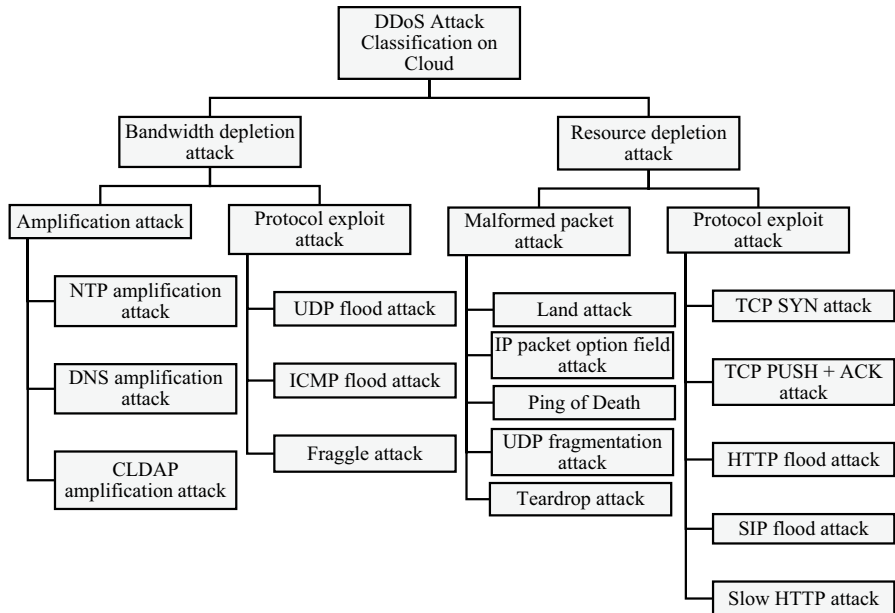 DDoS Attack
Classification on
Cloud
Bandwidth depletion
attack
Resource depletion
attack
Amplification attack
Protocol exploit
attack
Malformed packet
attack
Protocol exploit
attack
NTP amplification
attack
DNS amplification
attack
CLDAP
amplification attack
UDP flood attack
ICMP flood attack
Fraggle attack
Land attack
IP packet option field
attack
Ping of Death
UDP fragmentation
attack
Teardrop attack
TCP SYN attack
TCP PUSH + ACK
attack
HTTP flood attack
SIP flood attack
Slow HTTP attack